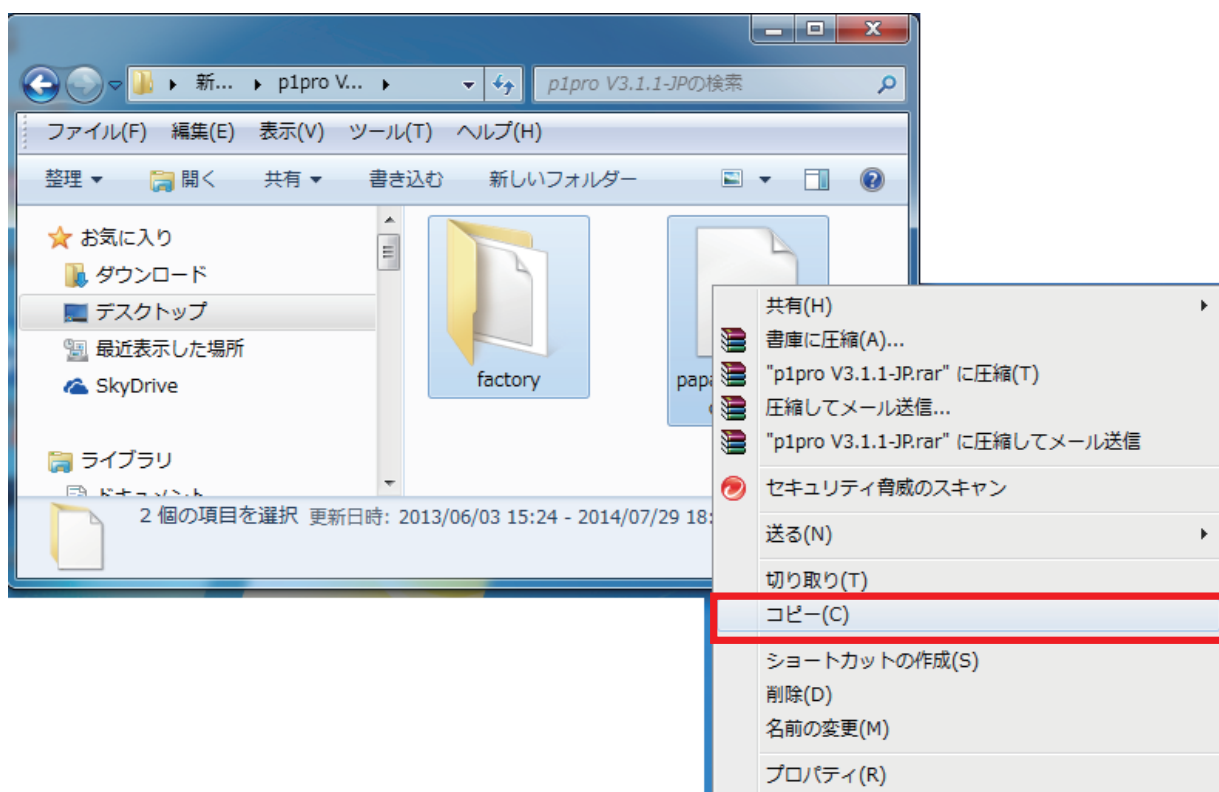 新... p1pro V... p1pro V3.1.1-JPの検索
ファイル(F) 編集(E) 表示(V) ツール(T) ヘルプ(H)
整理 開く 共有 書き込む 新しいフォルダー
お気に入り
ダウンロード
デスクトップ
最近表示した場所
SkyDrive
ライブラリ
ドキュメント
factory
papa
2 個の項目を選択 更新日時: 2013/06/03 15:24 - 2014/07/29 18:
共有(H)
書庫に圧縮(A)...
"p1pro V3.1.1-JP.rar" に圧縮(T)
圧縮してメール送信...
"p1pro V3.1.1-JP.rar" に圧縮してメール送信
セキュリティ脅威のスキャン
送る(N)
切り取り(T)
コピー(C)
ショートカットの作成(S)
削除(D)
名前の変更(M)
プロパティ(R)